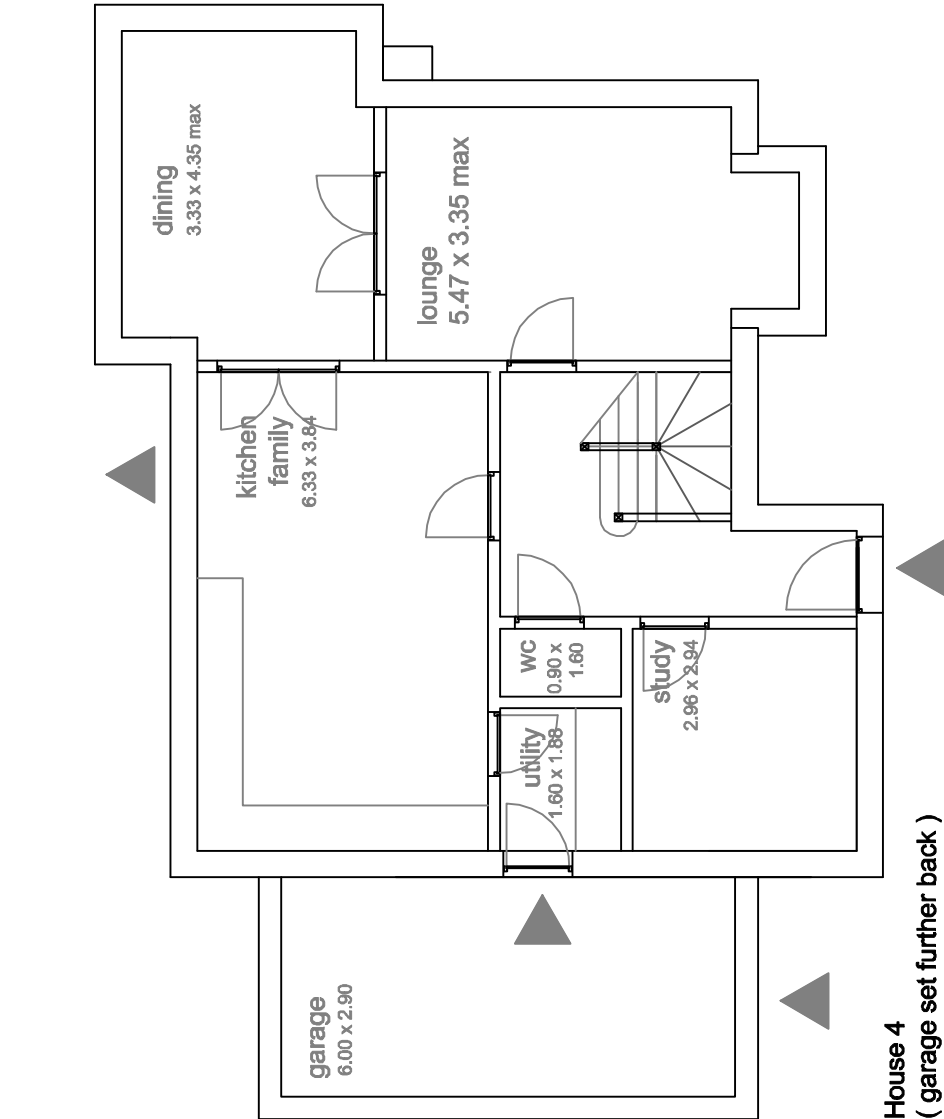 dining
3.33 x 4.35 max
lounge
5.47 x 3.35 max
kitchen
family
6.33 x 3.84
wc
0.90 x
1.60
study
2.96 x 2.94
utility
1.60 x 1.88
garage
6.00 x 2.90
House 4
( garage set further back )